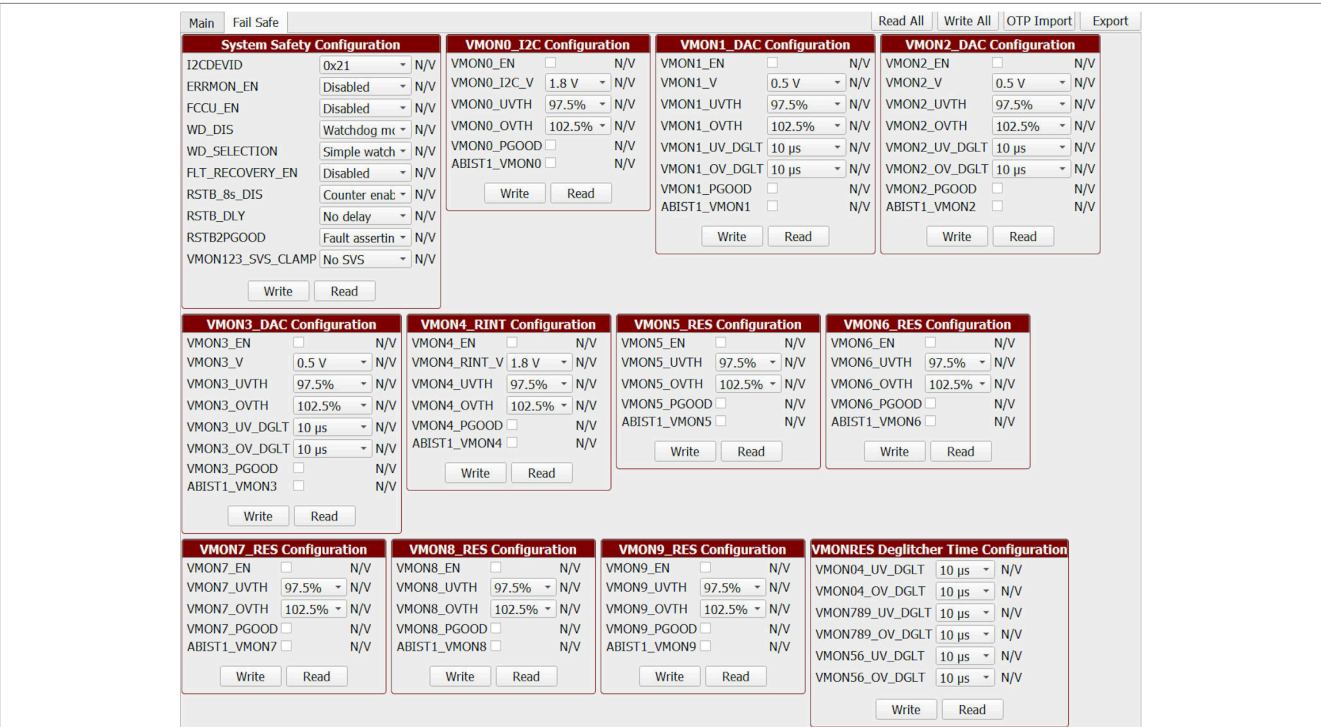 Main Fail Safe Read All Write All OTP Import Export
System Safety Configuration
I2CDEVID 0x21 N/V
ERRMON_EN Disabled N/V
FCCU_EN Disabled N/V
WD_DIS Watchdog mo N/V
WD_SELECTION Simple watch N/V
FLT_RECOVERY_EN Disabled N/V
RSTB_8s_DIS Counter enab N/V
RSTB_DLY No delay N/V
RSTB2PGOOD Fault assertin N/V
VMON123_SVS_CLAMP No SVS N/V
Write Read
VMON0_I2C Configuration
VMON0_EN N/V
VMON0_I2C_V 1.8 V N/V
VMON0_UVTH 97.5% N/V
VMON0_OVTH 102.5% N/V
VMON0_PGOOD N/V
ABIST1_VMON0 N/V
Write Read
VMON1_DAC Configuration
VMON1_EN N/V
VMON1_V 0.5 V N/V
VMON1_UVTH 97.5% N/V
VMON1_OVTH 102.5% N/V
VMON1_UV_DGLT 10 µs N/V
VMON1_OV_DGLT 10 µs N/V
VMON1_PGOOD N/V
ABIST1_VMON1 N/V
Write Read
VMON2_DAC Configuration
VMON2_EN N/V
VMON2_V 0.5 V N/V
VMON2_UVTH 97.5% N/V
VMON2_OVTH 102.5% N/V
VMON2_UV_DGLT 10 µs N/V
VMON2_OV_DGLT 10 µs N/V
VMON2_PGOOD N/V
ABIST1_VMON2 N/V
Write Read
VMON3_DAC Configuration
VMON3_EN N/V
VMON3_V 0.5 V N/V
VMON3_UVTH 97.5% N/V
VMON3_OVTH 102.5% N/V
VMON3_UV_DGLT 10 µs N/V
VMON3_OV_DGLT 10 µs N/V
VMON3_PGOOD N/V
ABIST1_VMON3 N/V
Write Read
VMON4_RINT Configuration
VMON4_EN N/V
VMON4_RINT_V 1.8 V N/V
VMON4_UVTH 97.5% N/V
VMON4_OVTH 102.5% N/V
VMON4_PGOOD N/V
ABIST1_VMON4 N/V
Write Read
VMON5_RES Configuration
VMON5_EN N/V
VMON5_UVTH 97.5% N/V
VMON5_OVTH 102.5% N/V
VMON5_PGOOD N/V
ABIST1_VMON5 N/V
Write Read
VMON6_RES Configuration
VMON6_EN N/V
VMON6_UVTH 97.5% N/V
VMON6_OVTH 102.5% N/V
VMON6_PGOOD N/V
ABIST1_VMON6 N/V
Write Read
VMON7_RES Configuration
VMON7_EN N/V
VMON7_UVTH 97.5% N/V
VMON7_OVTH 102.5% N/V
VMON7_PGOOD N/V
ABIST1_VMON7 N/V
Write Read
VMON8_RES Configuration
VMON8_EN N/V
VMON8_UVTH 97.5% N/V
VMON8_OVTH 102.5% N/V
VMON8_PGOOD N/V
ABIST1_VMON8 N/V
Write Read
VMON9_RES Configuration
VMON9_EN N/V
VMON9_UVTH 97.5% N/V
VMON9_OVTH 102.5% N/V
VMON9_PGOOD N/V
ABIST1_VMON9 N/V
Write Read
VMONRES Deglitcher Time Configuration
VMON04_UV_DGLT 10 µs N/V
VMON04_OV_DGLT 10 µs N/V
VMON789_UV_DGLT 10 µs N/V
VMON789_OV_DGLT 10 µs N/V
VMON56_UV_DGLT 10 µs N/V
VMON56_OV_DGLT 10 µs N/V
Write Read